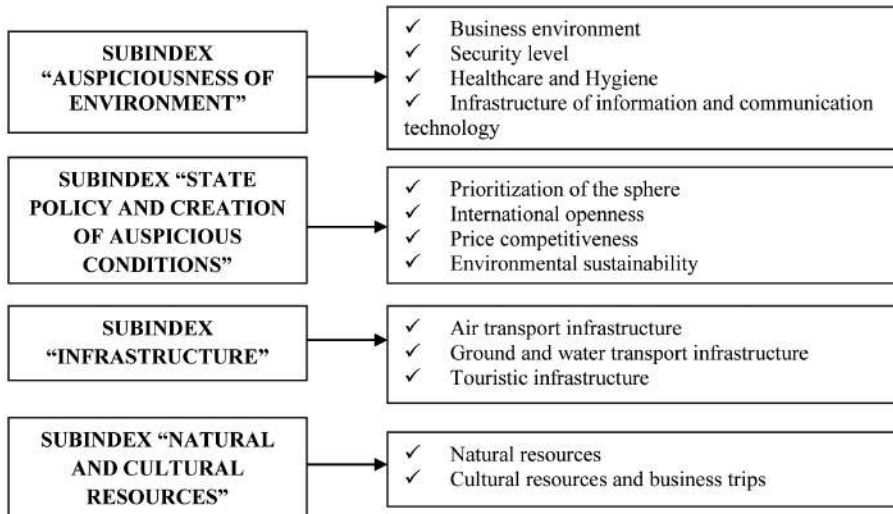 SUBINDEX
“AUSPICIOUSNESS OF
ENVIRONMENT”
✓ Business environment
✓ Security level
✓ Healthcare and Hygiene
✓ Infrastructure of information and communication
technology
SUBINDEX “STATE
POLICY AND CREATION
OF AUSPICIOUS
CONDITIONS”
✓ Prioritization of the sphere
✓ International openness
✓ Price competitiveness
✓ Environmental sustainability
SUBINDEX
“INFRASTRUCTURE”
✓ Air transport infrastructure
✓ Ground and water transport infrastructure
✓ Touristic infrastructure
SUBINDEX “NATURAL
AND CULTURAL
RESOURCES”
✓ Natural resources
✓ Cultural resources and business trips